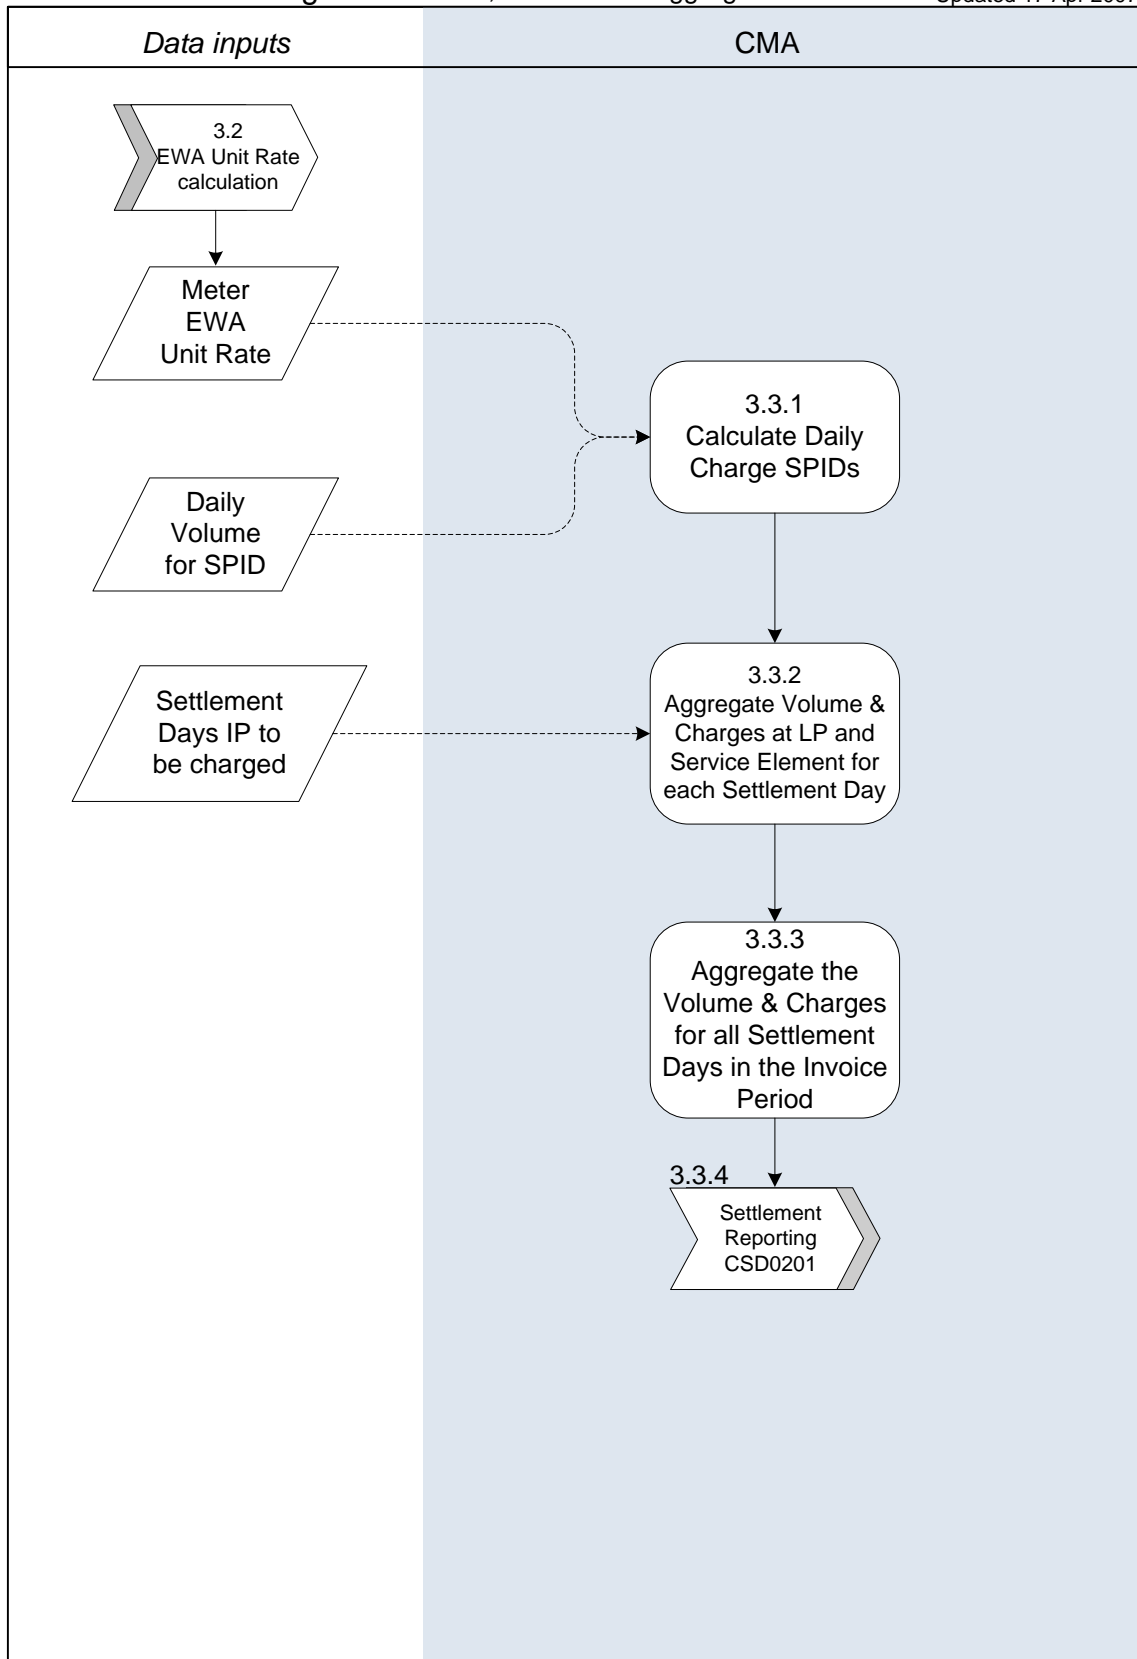 Data inputs
CMA
3.2
EWA Unit Rate
calculation
Meter
EWA
Unit Rate
3.3.1
Calculate Daily
Charge SPIDs
Daily
Volume
for SPID
3.3.2
Aggregate Volume &
Charges at LP and
Service Element for
each Settlement Day
Settlement
Days IP to
be charged
3.3.3
Aggregate the
Volume & Charges
for all Settlement
Days in the Invoice
Period
3.3.4
Settlement
Reporting
CSD0201